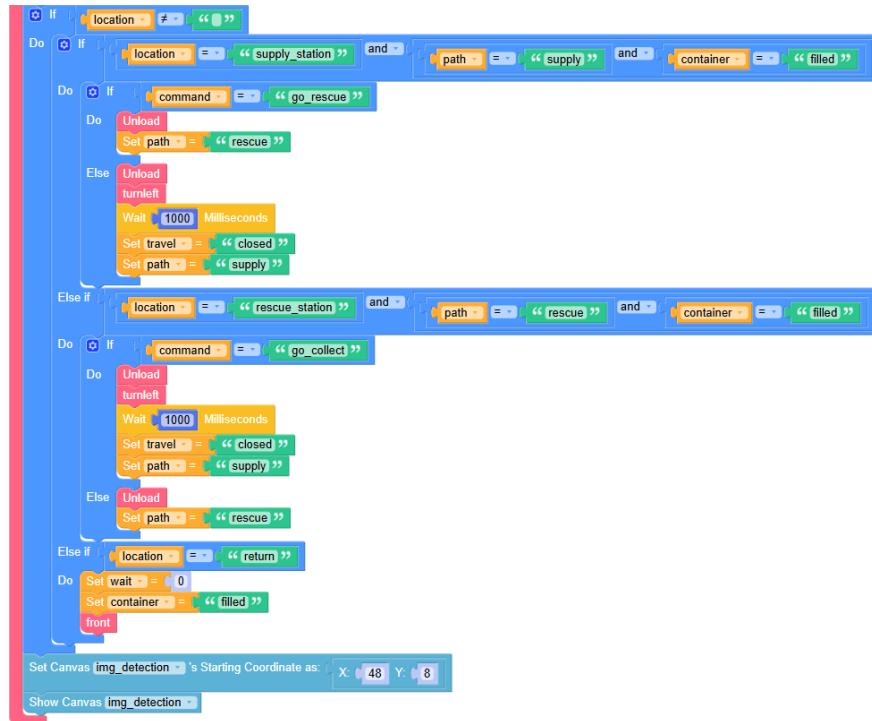 If location ≠ “ ”
Do If location = “ supply_station ” and path = “ supply ” and container = “ filled ”
Do If command = “ go_rescue ”
Do Unload
Set path = “ rescue ”
Else Unload
turnleft
Wait 1000 Milliseconds
Set travel = “ closed ”
Set path = “ supply ”
Else if location = “ rescue_station ” and path = “ rescue ” and container = “ filled ”
Do If command = “ go_collect ”
Do Unload
turnleft
Wait 1000 Milliseconds
Set travel = “ closed ”
Set path = “ supply ”
Else Unload
Set path = “ rescue ”
Else if location = “ return ”
Do Set wait = 0
Set container = “ filled ”
front
Set Canvas img_detection 's Starting Coordinate as: X: 48 Y: 8
Show Canvas img_detection